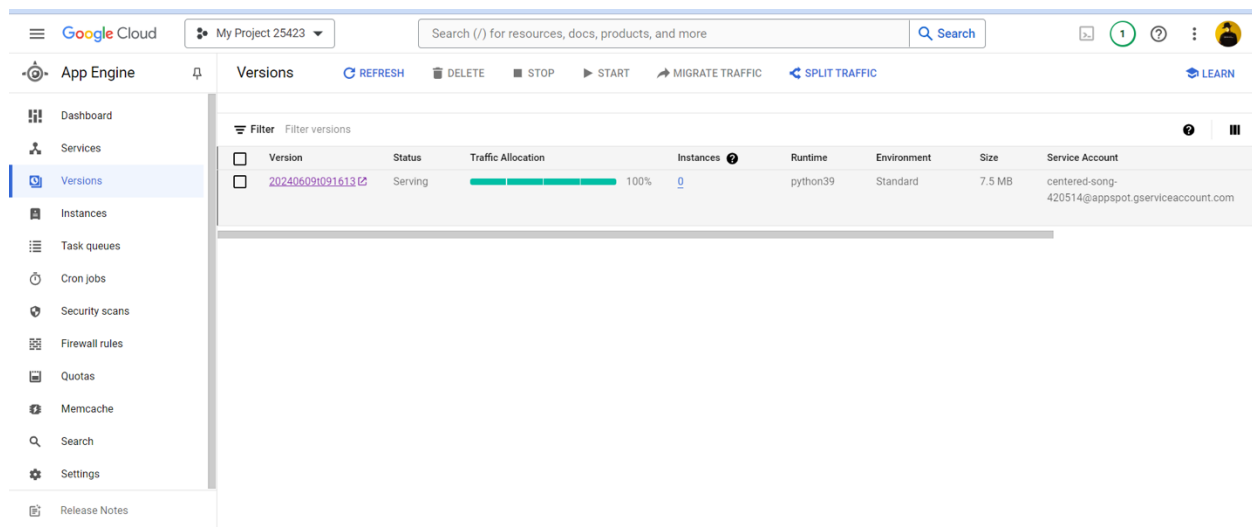 Google Cloud My Project 25423 Search (/) for resources, docs, products, and more Search 1
App Engine Versions REFRESH DELETE STOP START MIGRATE TRAFFIC SPLIT TRAFFIC LEARN
Dashboard
Services
Versions
Instances
Task queues
Cron jobs
Security scans
Firewall rules
Quotas
Memcache
Search
Settings
Release Notes
Filter Filter versions
Version Status Traffic Allocation Instances Runtime Environment Size Service Account
20240609t091613 Serving 100% 0 python39 Standard 7.5 MB centered-song-
420514@appspot.gserviceaccount.com